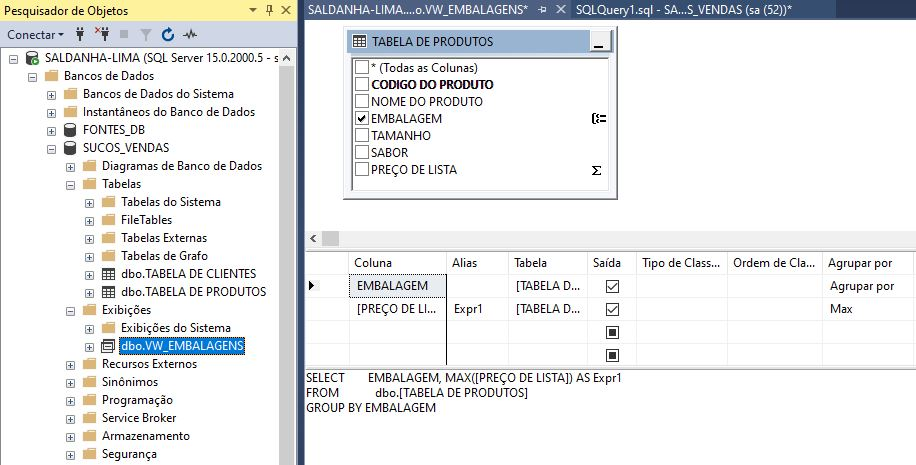 Pesquisador de Objetos
Conectar
SALDANHA-LIMA (SQL Server 15.0.2000.5 - s
Bancos de Dados
Bancos de Dados do Sistema
Instantâneos do Banco de Dados
FONTES_DB
SUCOS_VENDAS
Diagramas de Banco de Dados
Tabelas
Tabelas do Sistema
FileTables
Tabelas Externas
Tabelas de Grafo
dbo.TABELA DE CLIENTES
dbo.TABELA DE PRODUTOS
Exibições
Exibições do Sistema
dbo.VW_EMBALAGENS
Recursos Externos
Sinônimos
Programação
Service Broker
Armazenamento
Segurança
SALDANHA-LIMA....o.VW_EMBALAGENS* SQLQuery1.sql - SA...S_VENDAS (sa (52))*
TABELA DE PRODUTOS
* (Todas as Colunas)
CODIGO DO PRODUTO
NOME DO PRODUTO
EMBALAGEM
TAMANHO
SABOR
PREÇO DE LISTA
Coluna Alias Tabela Saída Tipo de Class... Ordem de Cla... Agrupar por
EMBALAGEM [TABELA D... Agrupar por
[PREÇO DE LI... Expr1 [TABELA D... Max
SELECT EMBALAGEM, MAX([PREÇO DE LISTA]) AS Expr1
FROM dbo.[TABELA DE PRODUTOS]
GROUP BY EMBALAGEM